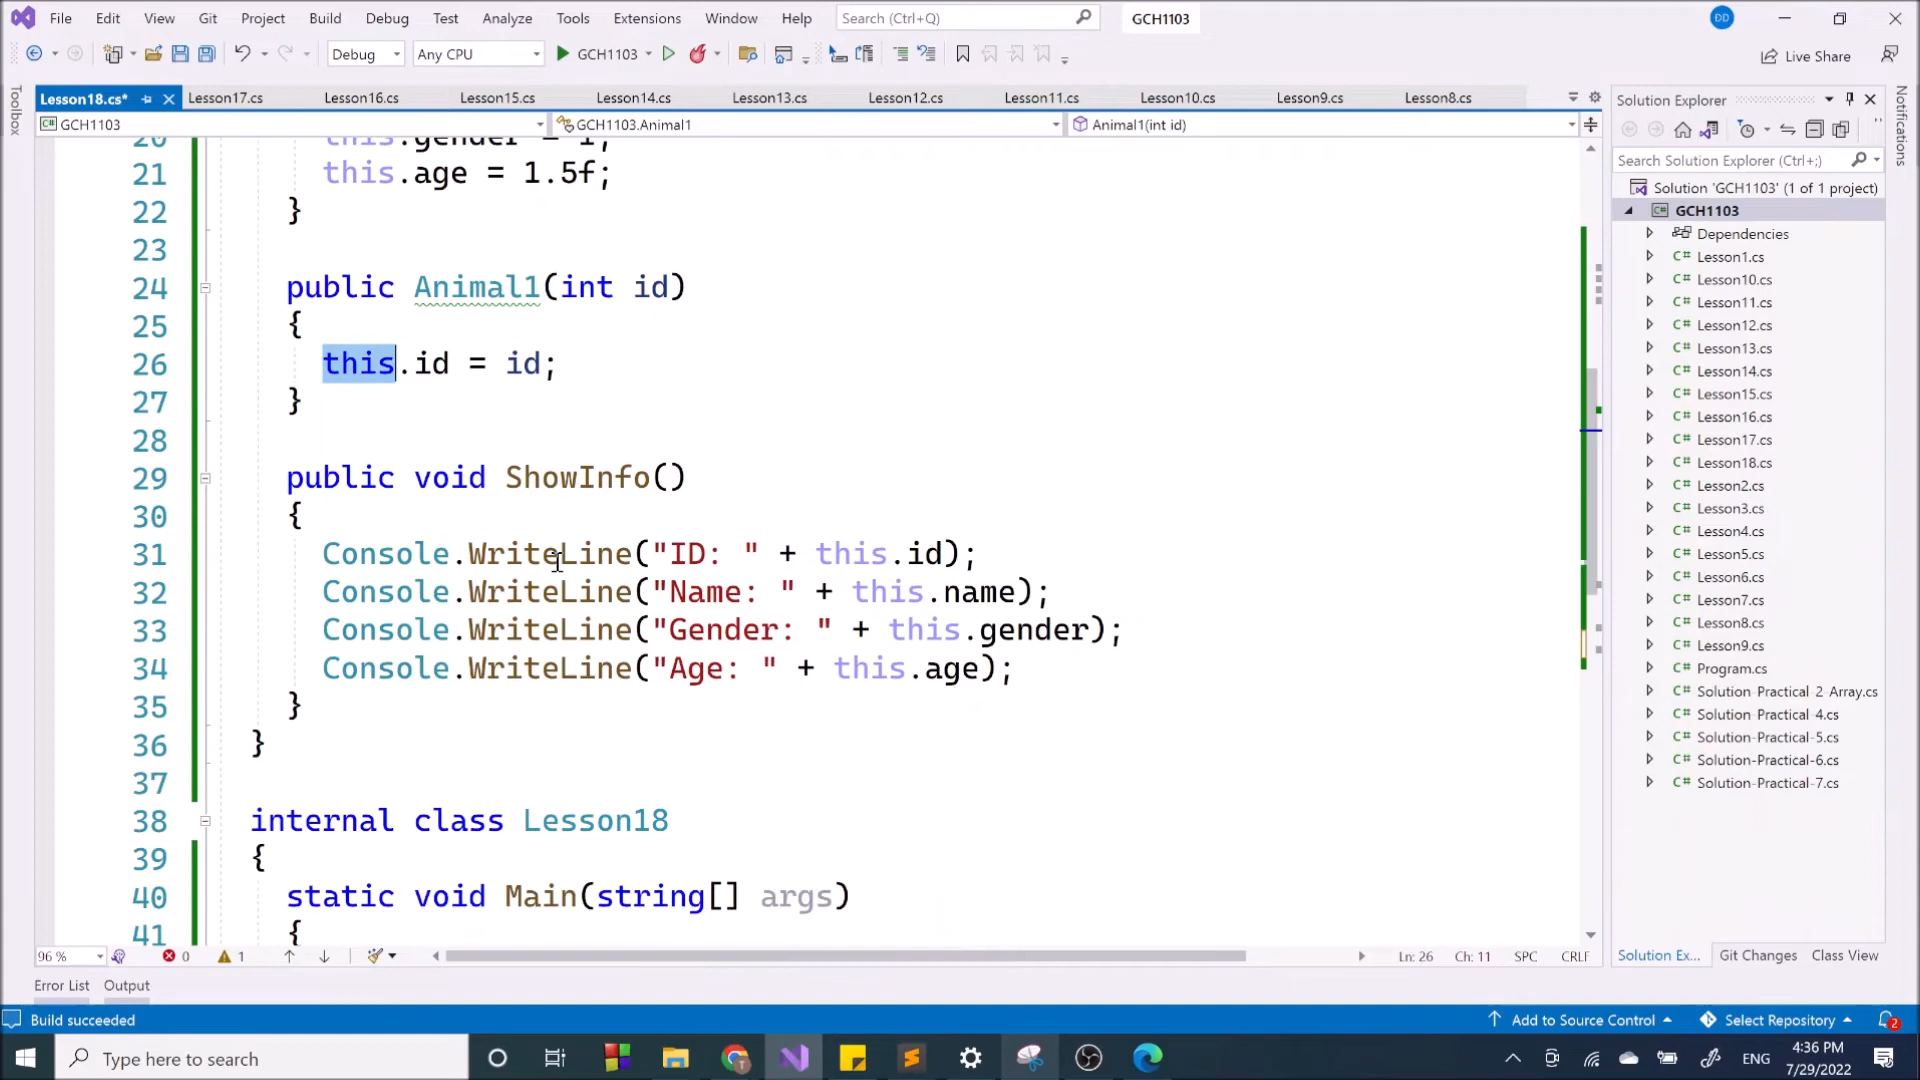 File Edit View Git Project Build Debug Test Analyze Tools Extensions Window Help Search (Ctrl+Q) GCH1103 ĐD
Debug Any CPU GCH1103 Live Share
Toolbox
Lesson18.cs* Lesson17.cs Lesson16.cs Lesson15.cs Lesson14.cs Lesson13.cs Lesson12.cs Lesson11.cs Lesson10.cs Lesson9.cs Lesson8.cs
GCH1103 GCH1103.Animal1 Animal1(int id)
20 this.gender = 1;
21 this.age = 1.5f;
22 }
23
24 public Animal1(int id)
25 {
26 this.id = id;
27 }
28
29 public void ShowInfo()
30 {
31 Console.WriteLine("ID: " + this.id);
32 Console.WriteLine("Name: " + this.name);
33 Console.WriteLine("Gender: " + this.gender);
34 Console.WriteLine("Age: " + this.age);
35 }
36 }
37
38 internal class Lesson18
39 {
40 static void Main(string[] args)
41 {
96 % 0 1 Ln: 26 Ch: 11 SPC CRLF
Solution Explorer
Search Solution Explorer (Ctrl+;)
Solution 'GCH1103' (1 of 1 project)
GCH1103
Dependencies
Lesson1.cs
Lesson10.cs
Lesson11.cs
Lesson12.cs
Lesson13.cs
Lesson14.cs
Lesson15.cs
Lesson16.cs
Lesson17.cs
Lesson18.cs
Lesson2.cs
Lesson3.cs
Lesson4.cs
Lesson5.cs
Lesson6.cs
Lesson7.cs
Lesson8.cs
Lesson9.cs
Program.cs
Solution-Practical-2 Array.cs
Solution-Practical-4.cs
Solution-Practical-5.cs
Solution-Practical-6.cs
Solution-Practical-7.cs
Solution Ex... Git Changes Class View
Notifications
Error List Output
Build succeeded Add to Source Control Select Repository 2
Type here to search ENG 4:36 PM
7/29/2022